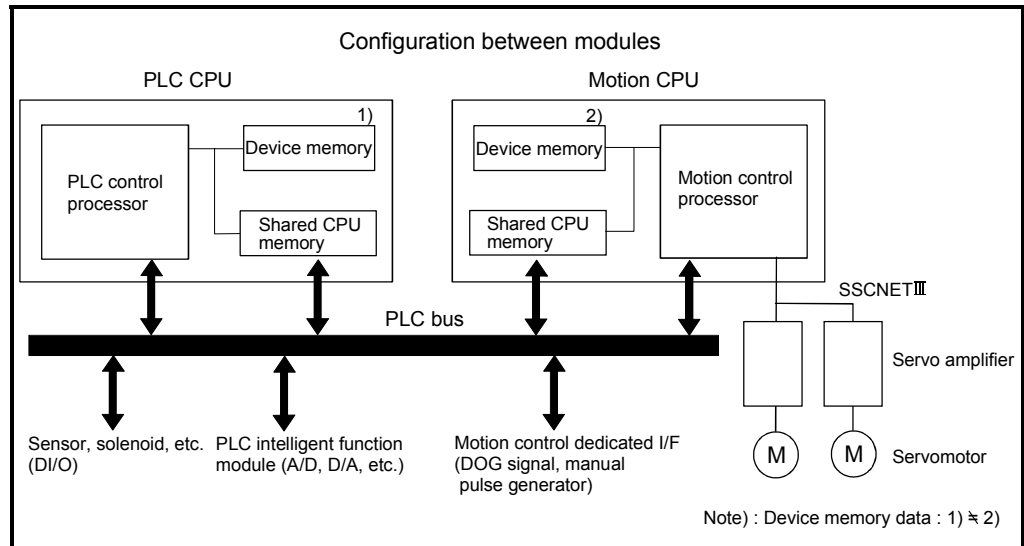 Configuration between modules
PLC CPU
Motion CPU
1)
Device memory
PLC control
processor
Shared CPU
memory
2)
Device memory
Motion control
processor
Shared CPU
memory
SSCNETⅢ
PLC bus
Servo amplifier
Sensor, solenoid, etc.
(DI/O)
PLC intelligent function
module (A/D, D/A, etc.)
Motion control dedicated I/F
(DOG signal, manual
pulse generator)
M
M
Servomotor
Note) : Device memory data : 1) ≒ 2)